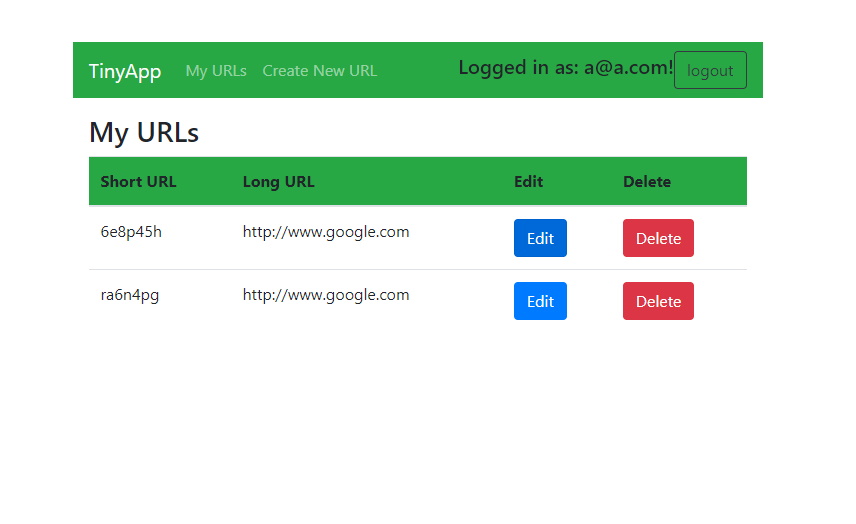 TinyApp My URLs Create New URL Logged in as: a@a.com! logout
My URLs
Short URL Long URL Edit Delete
6e8p45h http://www.google.com Edit Delete
ra6n4pg http://www.google.com Edit Delete